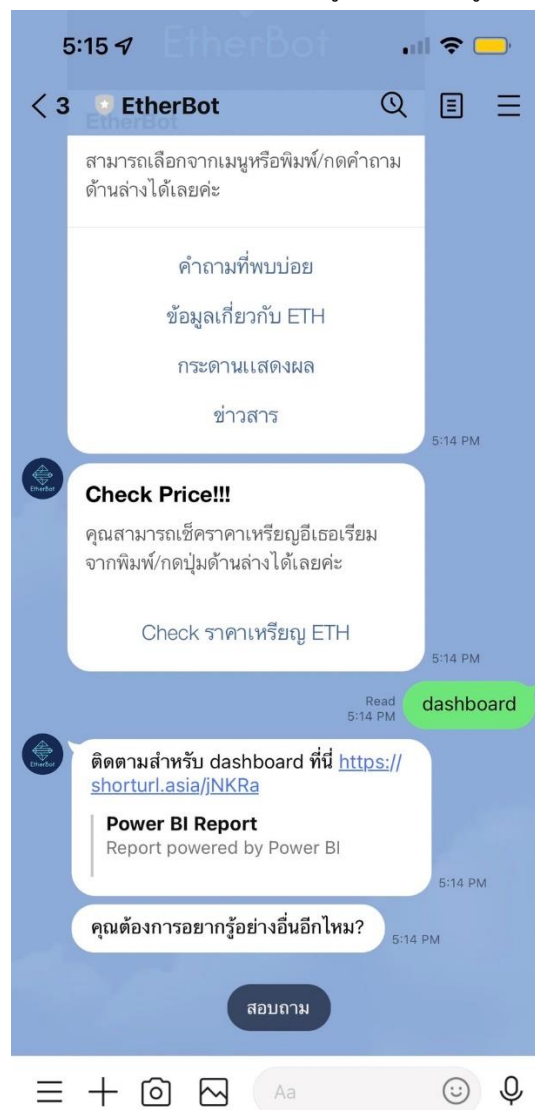 5:15
EtherBot
3
EtherBot
EtherBot
สามารถเลือกจากเมนูหรือพิมพ์/กดคำถาม
ด้านล่างได้เลยค่ะ
คำถามที่พบบ่อย
ข้อมูลเกี่ยวกับ ETH
กระดานแสดงผล
ข่าวสาร
5:14 PM
EtherBot
Check Price!!!
คุณสามารถเช็คราคาเหรียญอีเธอเรียม
จากพิมพ์/กดปุ่มด้านล่างได้เลยค่ะ
Check ราคาเหรียญ ETH
5:14 PM
Read
5:14 PM
dashboard
EtherBot
ติดตามสำหรับ dashboard ที่นี่ https://
shorturl.asia/jNKRa
Power BI Report
Report powered by Power BI
5:14 PM
คุณต้องการอยากรู้อย่างอื่นอีกไหม?
5:14 PM
สอบถาม
Aa